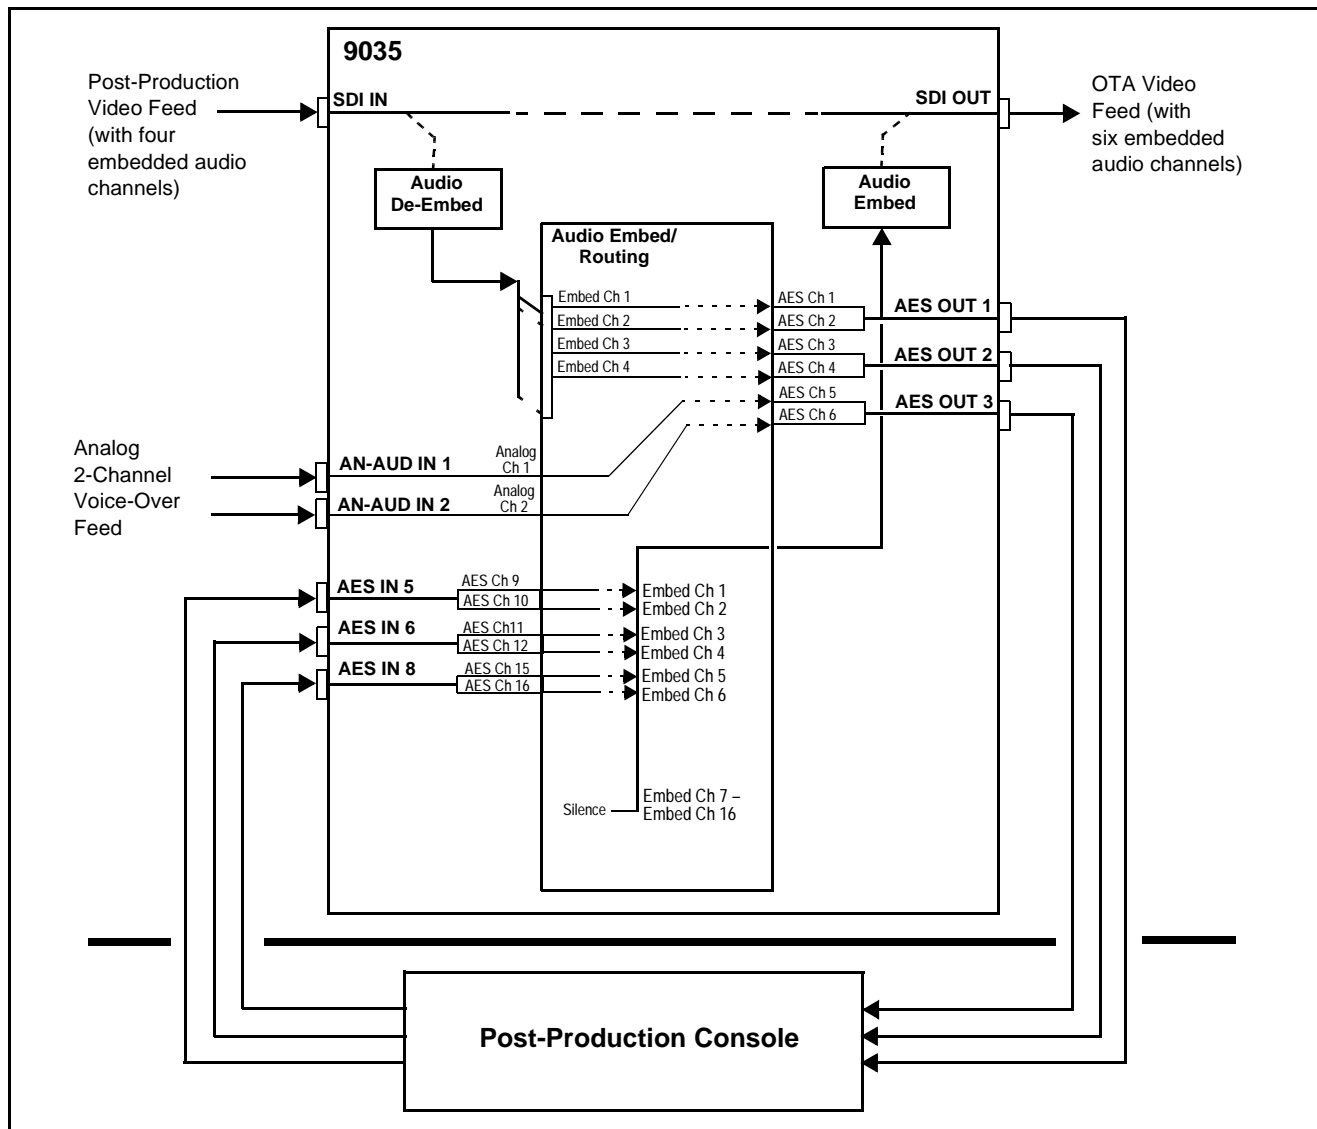 9035
Post-Production
Video Feed
(with four
embedded audio
channels)
SDI IN
SDI OUT
OTA Video
Feed (with
six embedded
audio channels)
Audio
De-Embed
Audio
Embed
Audio Embed/
Routing
Embed Ch 1
Embed Ch 2
Embed Ch 3
Embed Ch 4
AES Ch 1
AES Ch 2
AES Ch 3
AES Ch 4
AES Ch 5
AES Ch 6
AES OUT 1
AES OUT 2
AES OUT 3
Analog
2-Channel
Voice-Over
Feed
AN-AUD IN 1
Analog
Ch 1
AN-AUD IN 2
Analog
Ch 2
AES IN 5
AES Ch 9
AES Ch 10
AES IN 6
AES Ch11
AES Ch 12
AES IN 8
AES Ch 15
AES Ch 16
Embed Ch 1
Embed Ch 2
Embed Ch 3
Embed Ch 4
Embed Ch 5
Embed Ch 6
Silence
Embed Ch 7 –
Embed Ch 16
Post-Production Console